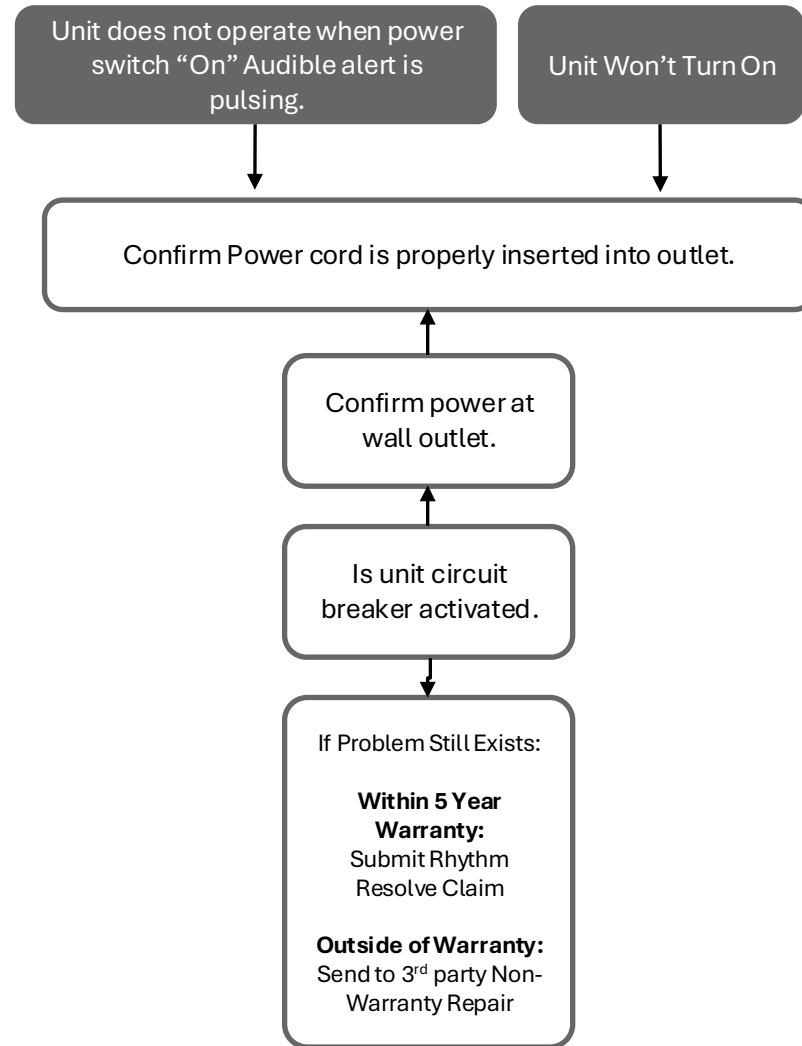 Unit does not operate when power
switch “On” Audible alert is
pulsing.
Unit Won’t Turn On
Confirm Power cord is properly inserted into outlet.
Confirm power at
wall outlet.
Is unit circuit
breaker activated.
If Problem Still Exists:
Within 5 Year
Warranty:
Submit Rhythm
Resolve Claim
Outside of Warranty:
Send to 3rd party Non-
Warranty Repair